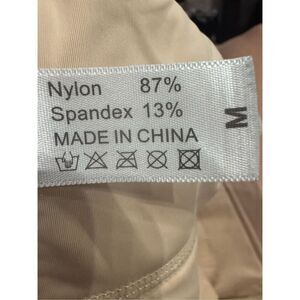 Nylon 87%
Spandex 13%
MADE IN CHINA
M